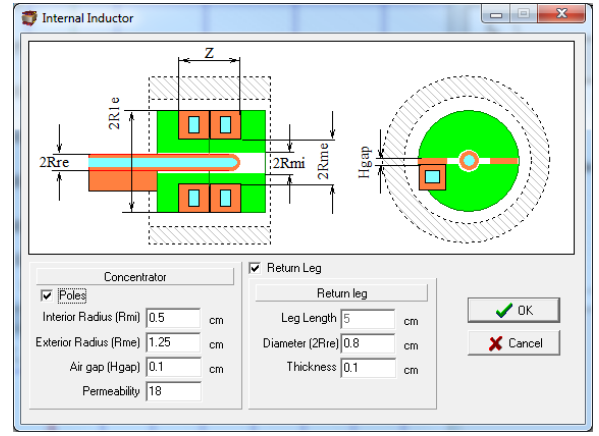 Internal Inductor
Z
2R1e
2Rre
2Rmi
2Rme
Hgap
Concentrator
Poles
Interior Radius (Rmi) 0.5 cm
Exterior Radius (Rme) 1.25 cm
Air gap (Hgap) 0.1 cm
Permeability 18
Return Leg
Return leg
Leg Length 5 cm
Diameter (2Rre) 0.8 cm
Thickness 0.1 cm
OK
Cancel